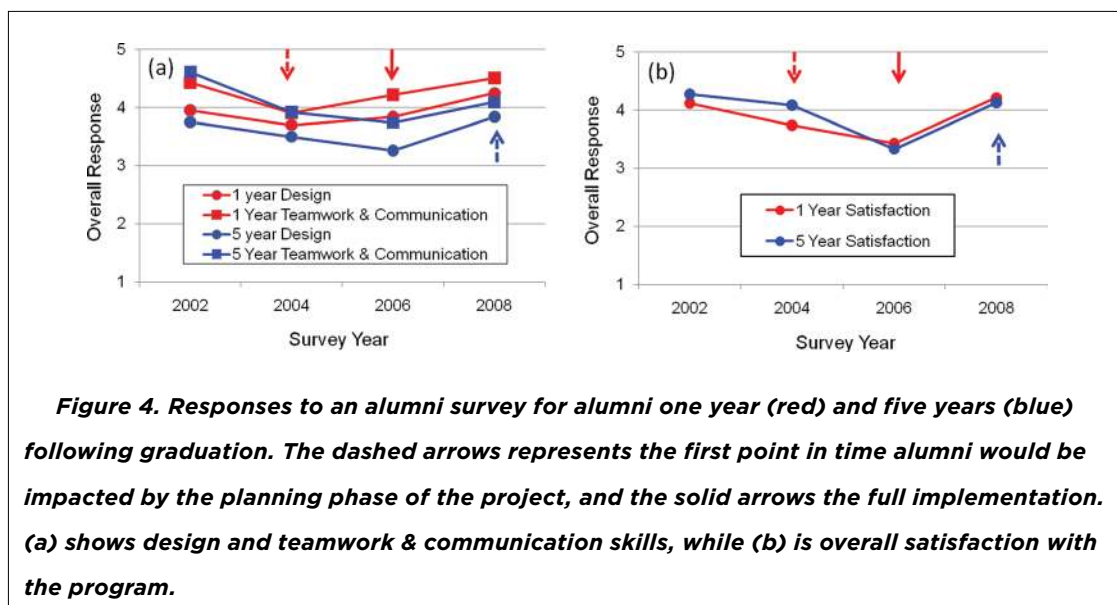 (a)
5
4
3
2
1
Overall Response
1 year Design
1 Year Teamwork & Communication
5 year Design
5 Year Teamwork & Communication
2002 2004 2006 2008
Survey Year
(b)
5
4
3
2
1
Overall Response
1 Year Satisfaction
5 Year Satisfaction
2002 2004 2006 2008
Survey Year
Figure 4. Responses to an alumni survey for alumni one year (red) and five years (blue)
following graduation. The dashed arrows represents the first point in time alumni would be
impacted by the planning phase of the project, and the solid arrows the full implementation.
(a) shows design and teamwork & communication skills, while (b) is overall satisfaction with
the program.